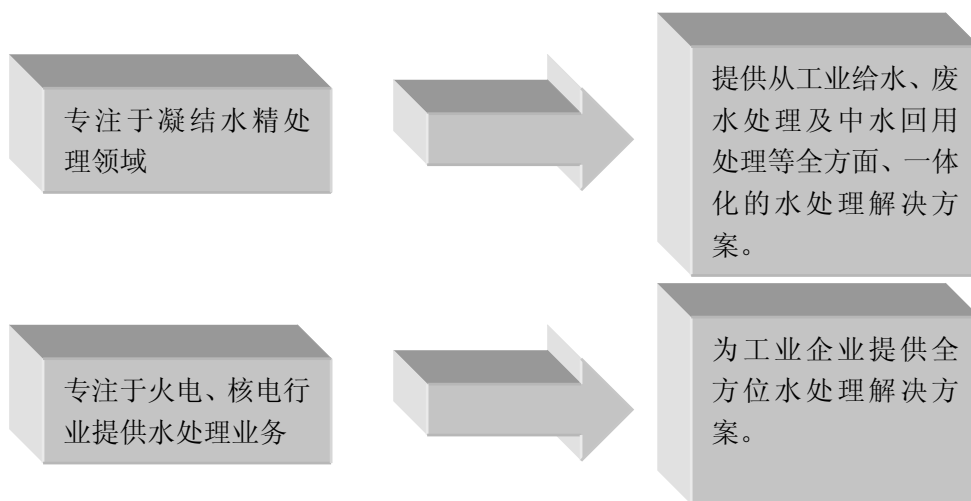 专注于凝结水精处
理领域
提供从工业给水、废
水处理及中水回用
处理等全方面、一体
化的水处理解决方
案。
专注于火电、核电行
业提供水处理业务
为工业企业提供全
方位水处理解决方
案。